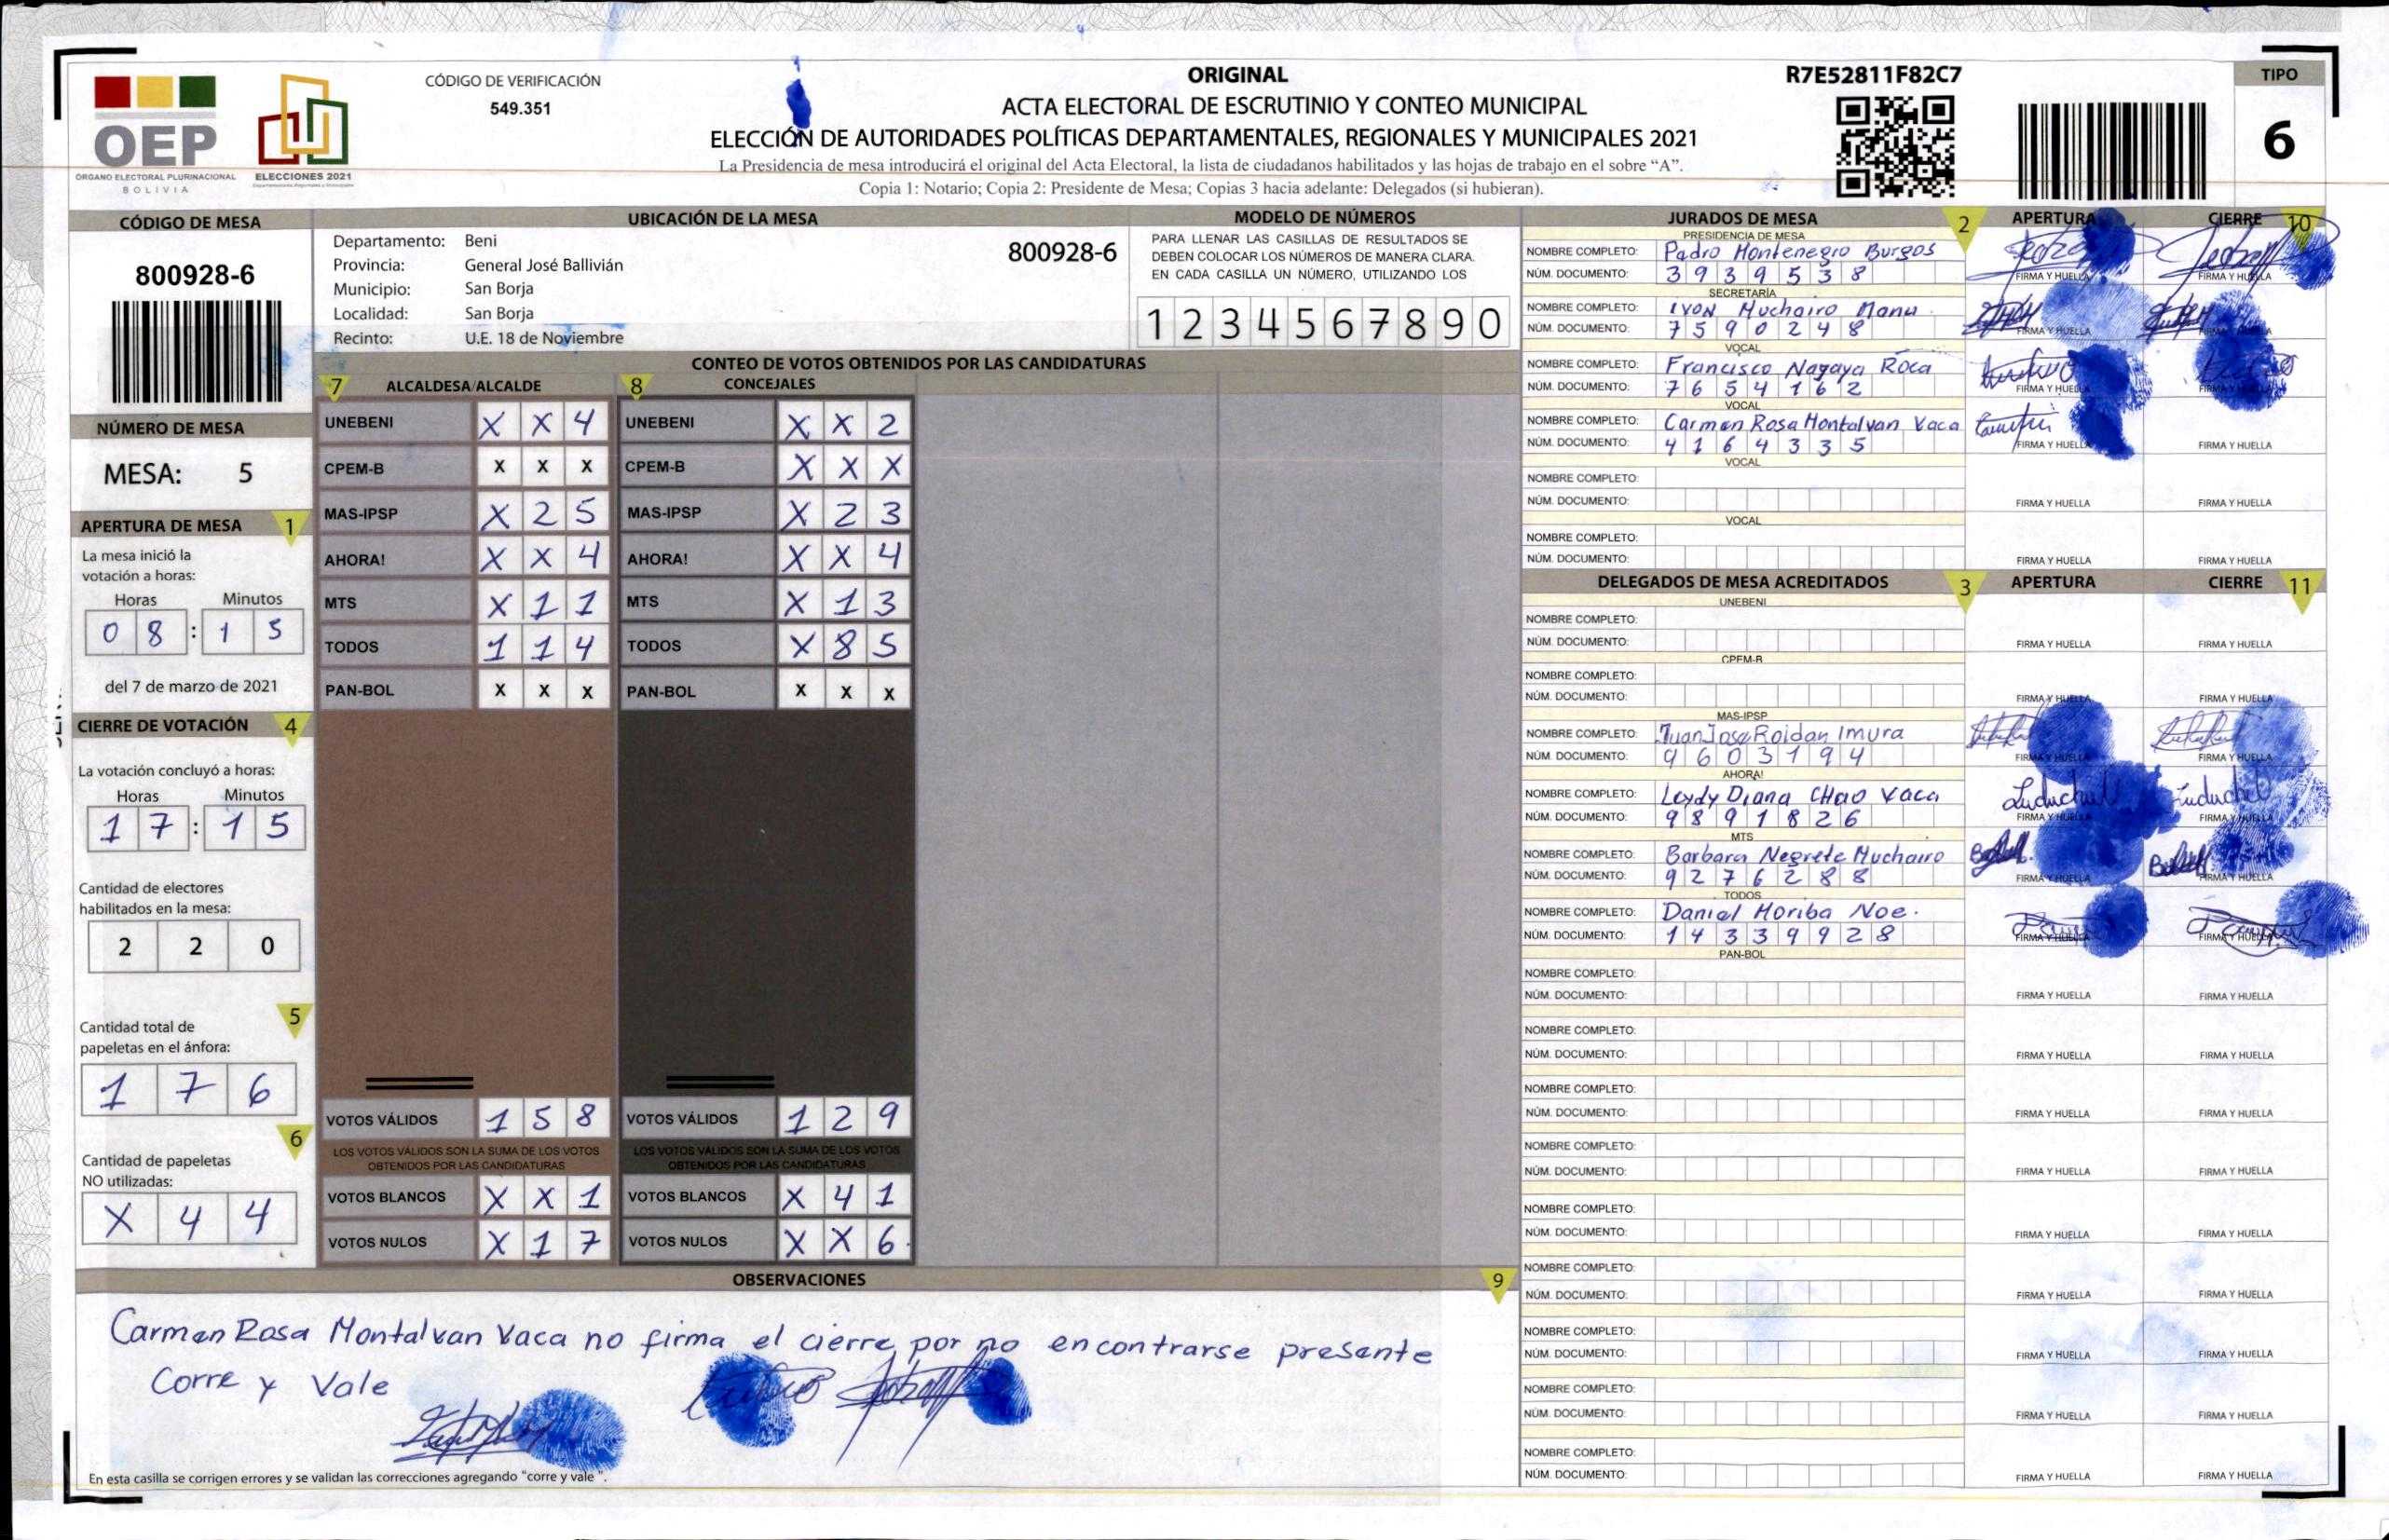 ORIGINAL
R7E52811F82C7
TIPO
6
OEP
ÓRGANO ELECTORAL PLURINACIONAL
BOLIVIA
ELECCIONES 2021
CÓDIGO DE VERIFICACIÓN
549.351
ACTA ELECTORAL DE ESCRUTINIO Y CONTEO MUNICIPAL
ELECCIÓN DE AUTORIDADES POLÍTICAS DEPARTAMENTALES, REGIONALES Y MUNICIPALES 2021
La Presidencia de mesa introducirá el original del Acta Electoral, la lista de ciudadanos habilitados y las hojas de trabajo en el sobre “A”.
Copia 1: Notario; Copia 2: Presidente de Mesa; Copias 3 hacia adelante: Delegados (si hubieran).
CÓDIGO DE MESA
800928-6
NÚMERO DE MESA
MESA: 5
APERTURA DE MESA 1
La mesa inició la
votación a horas:
Horas Minutos
0 8 : 1 5
del 7 de marzo de 2021
CIERRE DE VOTACIÓN 4
La votación concluyó a horas:
Horas Minutos
1 7 : 1 5
Cantidad de electores
habilitados en la mesa:
2 2 0
5
Cantidad total de
papeletas en el ánfora:
1 7 6
6
Cantidad de papeletas
NO utilizadas:
X 4 4
UBICACIÓN DE LA MESA
Departamento: Beni 800928-6
Provincia: General José Ballivián
Municipio: San Borja
Localidad: San Borja
Recinto: U.E. 18 de Noviembre
MODELO DE NÚMEROS
PARA LLENAR LAS CASILLAS DE RESULTADOS SE
DEBEN COLOCAR LOS NÚMEROS DE MANERA CLARA.
EN CADA CASILLA UN NÚMERO, UTILIZANDO LOS
1 2 3 4 5 6 7 8 9 0
CONTEO DE VOTOS OBTENIDOS POR LAS CANDIDATURAS
7 ALCALDESA/ALCALDE 8 CONCEJALES
UNEBENI X X 4 UNEBENI X X 2
CPEM-B X X X CPEM-B X X X
MAS-IPSP X 2 5 MAS-IPSP X 2 3
AHORA! X X 4 AHORA! X X 4
MTS X 1 1 MTS X 1 3
TODOS 1 1 4 TODOS X 8 5
PAN-BOL X X X PAN-BOL X X X
VOTOS VÁLIDOS 1 5 8 VOTOS VÁLIDOS 1 2 9
LOS VOTOS VÁLIDOS SON LA SUMA DE LOS VOTOS LOS VOTOS VÁLIDOS SON LA SUMA DE LOS VOTOS
OBTENIDOS POR LAS CANDIDATURAS OBTENIDOS POR LAS CANDIDATURAS
VOTOS BLANCOS X X 1 VOTOS BLANCOS X 4 1
VOTOS NULOS X 1 7 VOTOS NULOS X X 6
OBSERVACIONES 9
Carmen Rosa Montalvan Vaca no firma el cierre por no encontrarse presente
Corre y Vale
En esta casilla se corrigen errores y se validan las correcciones agregando "corre y vale ".
JURADOS DE MESA 2 APERTURA CIERRE 10
PRESIDENCIA DE MESA
NOMBRE COMPLETO: Pedro Montenegro Burgos
NÚM. DOCUMENTO: 3 9 3 9 5 3 8 FIRMA Y HUELLA FIRMA Y HUELLA
SECRETARÍA
NOMBRE COMPLETO: Ivon Muchairo Manu
NÚM. DOCUMENTO: 7 5 9 0 2 4 8 FIRMA Y HUELLA
VOCAL
NOMBRE COMPLETO: Francisco Nagaya Roca
NÚM. DOCUMENTO: 7 6 5 4 1 6 2 FIRMA Y HUELLA
VOCAL
NOMBRE COMPLETO: Carmen Rosa Montalvan Vaca
NÚM. DOCUMENTO: 4 1 6 4 3 3 5 FIRMA Y HUELLA FIRMA Y HUELLA
VOCAL
NOMBRE COMPLETO:
NÚM. DOCUMENTO: FIRMA Y HUELLA FIRMA Y HUELLA
VOCAL
NOMBRE COMPLETO:
NÚM. DOCUMENTO: FIRMA Y HUELLA FIRMA Y HUELLA
DELEGADOS DE MESA ACREDITADOS 3 APERTURA CIERRE 11
UNEBENI
NOMBRE COMPLETO:
NÚM. DOCUMENTO: FIRMA Y HUELLA FIRMA Y HUELLA
CPEM-B
NOMBRE COMPLETO:
NÚM. DOCUMENTO: FIRMA Y HUELLA FIRMA Y HUELLA
MAS-IPSP
NOMBRE COMPLETO: Juan Jose Roidan Imura
NÚM. DOCUMENTO: 9 6 0 3 1 9 4 FIRMA Y HUELLA FIRMA Y HUELLA
AHORA!
NOMBRE COMPLETO: Leydy Diana CHao Vaca
NÚM. DOCUMENTO: 9 8 9 1 8 2 6 FIRMA Y HUELLA FIRMA Y HUELLA
MTS
NOMBRE COMPLETO: Barbara Negrete Muchairo
NÚM. DOCUMENTO: 9 2 7 6 2 8 8 FIRMA Y HUELLA FIRMA Y HUELLA
TODOS
NOMBRE COMPLETO: Daniel Moriba Noe.
NÚM. DOCUMENTO: 1 4 3 3 9 9 2 8 FIRMA Y HUELLA FIRMA Y HUELLA
PAN-BOL
NOMBRE COMPLETO:
NÚM. DOCUMENTO: FIRMA Y HUELLA FIRMA Y HUELLA
NOMBRE COMPLETO:
NÚM. DOCUMENTO: FIRMA Y HUELLA FIRMA Y HUELLA
NOMBRE COMPLETO:
NÚM. DOCUMENTO: FIRMA Y HUELLA FIRMA Y HUELLA
NOMBRE COMPLETO:
NÚM. DOCUMENTO: FIRMA Y HUELLA FIRMA Y HUELLA
NOMBRE COMPLETO:
NÚM. DOCUMENTO: FIRMA Y HUELLA FIRMA Y HUELLA
NOMBRE COMPLETO:
NÚM. DOCUMENTO: FIRMA Y HUELLA FIRMA Y HUELLA
NOMBRE COMPLETO:
NÚM. DOCUMENTO: FIRMA Y HUELLA FIRMA Y HUELLA
NOMBRE COMPLETO:
NÚM. DOCUMENTO: FIRMA Y HUELLA FIRMA Y HUELLA
NOMBRE COMPLETO:
NÚM. DOCUMENTO: FIRMA Y HUELLA FIRMA Y HUELLA